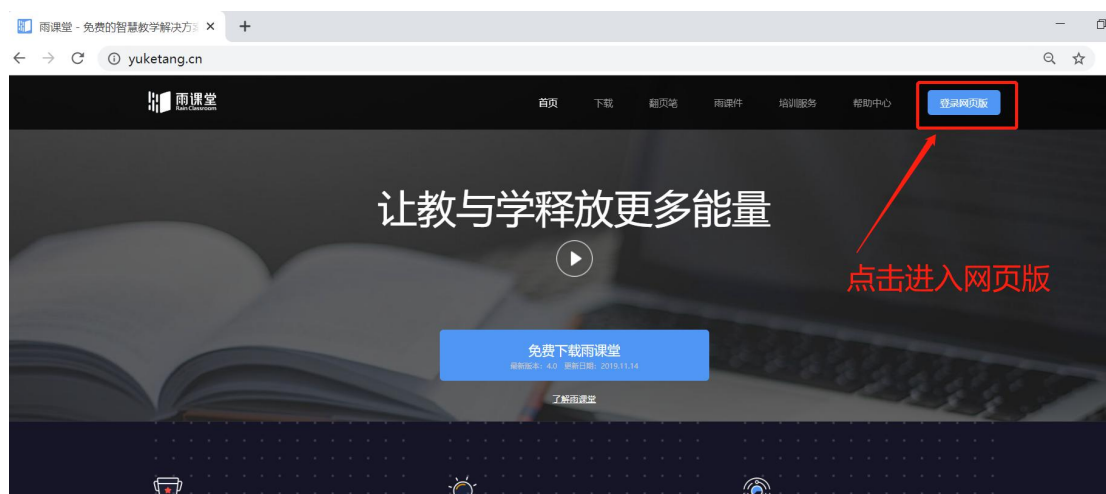 雨课堂 - 免费的智慧教学解决方
yuketang.cn
雨课堂
Rain Classroom
首页 下载 翻页笔 雨课件 培训服务 帮助中心 登录网页版
让教与学释放更多能量
点击进入网页版
免费下载雨课堂
最新版本：4.0 更新日期：2019.11.14
了解雨课堂